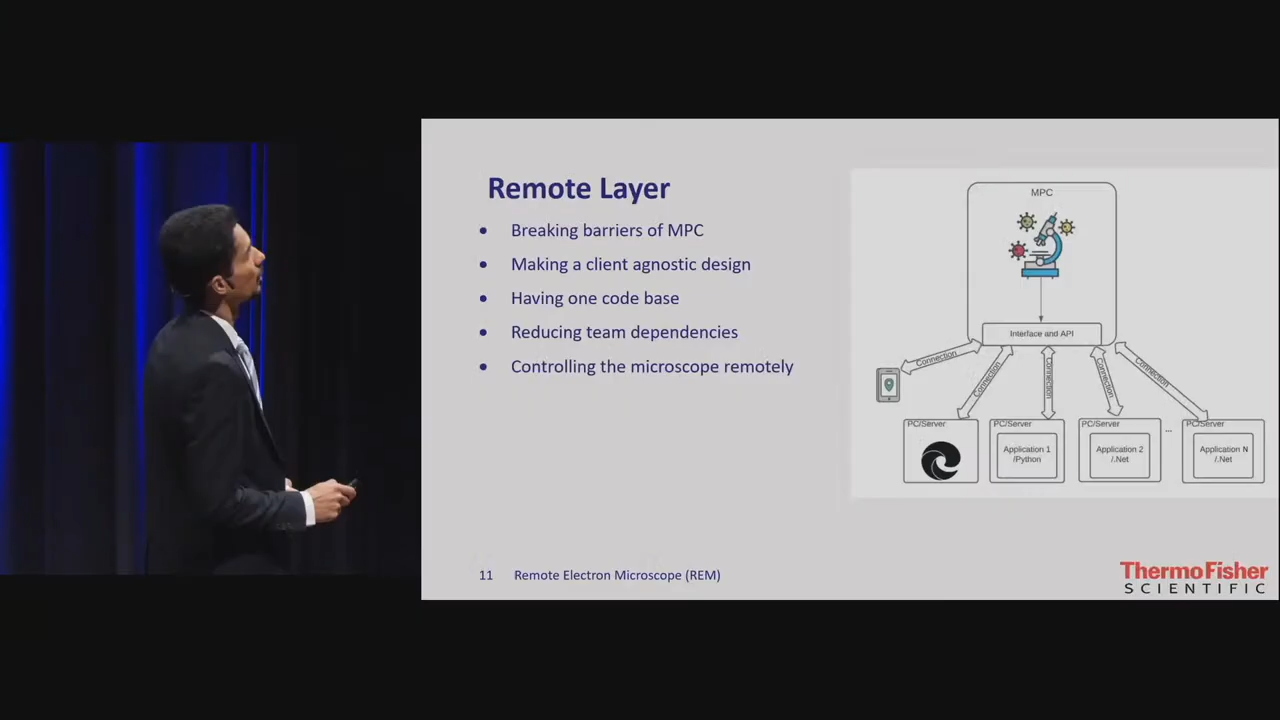 Remote Layer
Breaking barriers of MPC
Making a client agnostic design
Having one code base
Reducing team dependencies
Controlling the microscope remotely
MPC
Interface and API
Connection
Connection
Connection
Connection
Connection
PC/Server
PC/Server
Application 1
/Python
PC/Server
Application 2
/.Net
...
PC/Server
Application N
/.Net
11 Remote Electron Microscope (REM)
ThermoFisher
SCIENTIFIC